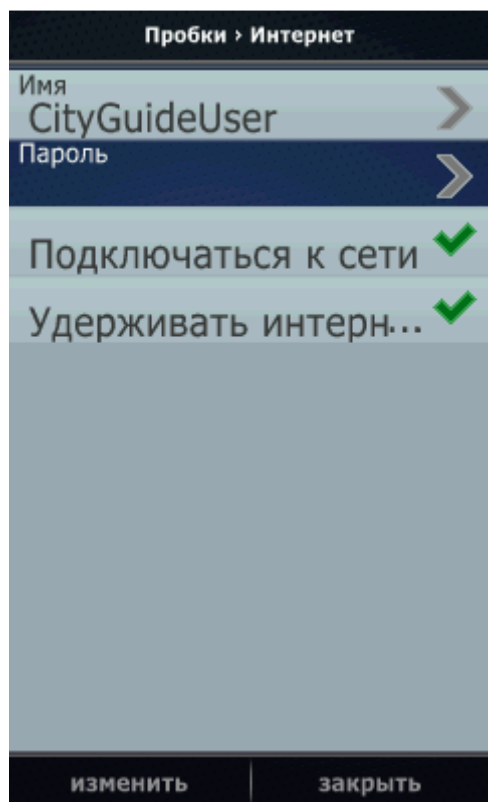 Пробки › Интернет
Имя
CityGuideUser
Пароль
Подключаться к сети
Удерживать интерн...
изменить закрыть